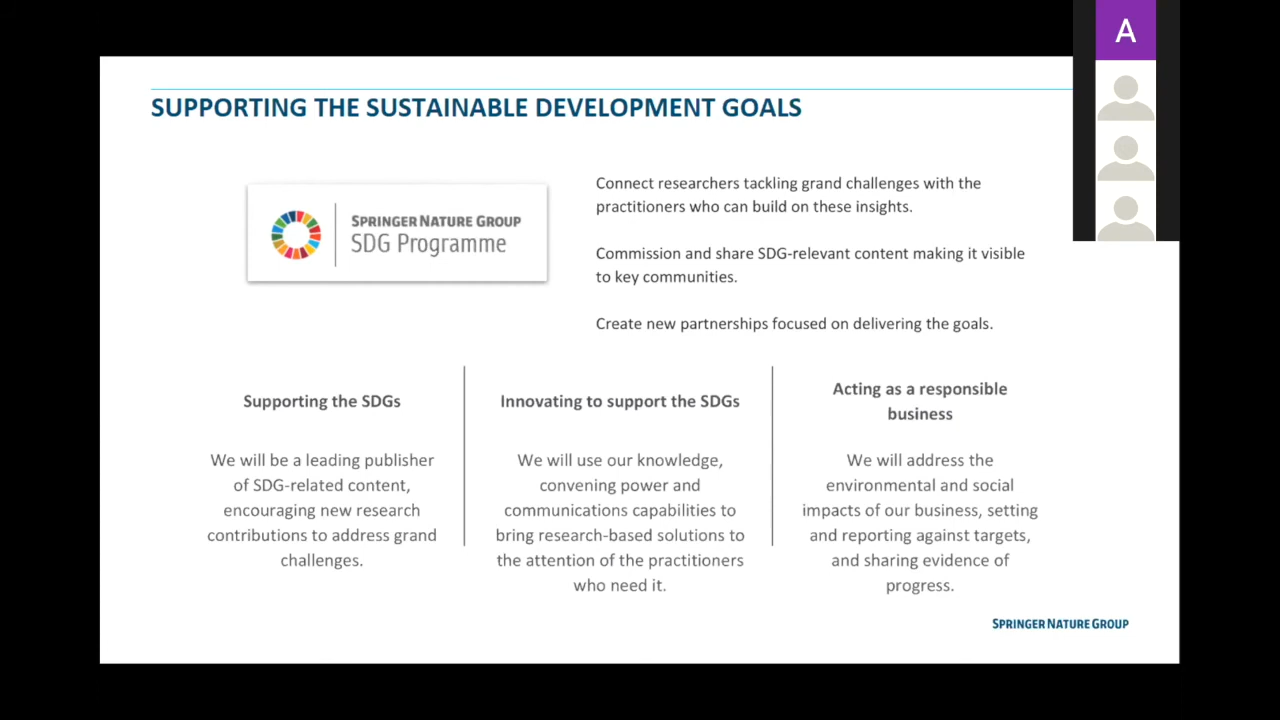 A
SUPPORTING THE SUSTAINABLE DEVELOPMENT GOALS
SPRINGER NATURE GROUP
SDG Programme
Connect researchers tackling grand challenges with the
practitioners who can build on these insights.
Commission and share SDG-relevant content making it visible
to key communities.
Create new partnerships focused on delivering the goals.
Supporting the SDGs
We will be a leading publisher
of SDG-related content,
encouraging new research
contributions to address grand
challenges.
Innovating to support the SDGs
We will use our knowledge,
convening power and
communications capabilities to
bring research-based solutions to
the attention of the practitioners
who need it.
Acting as a responsible
business
We will address the
environmental and social
impacts of our business, setting
and reporting against targets,
and sharing evidence of
progress.
SPRINGER NATURE GROUP